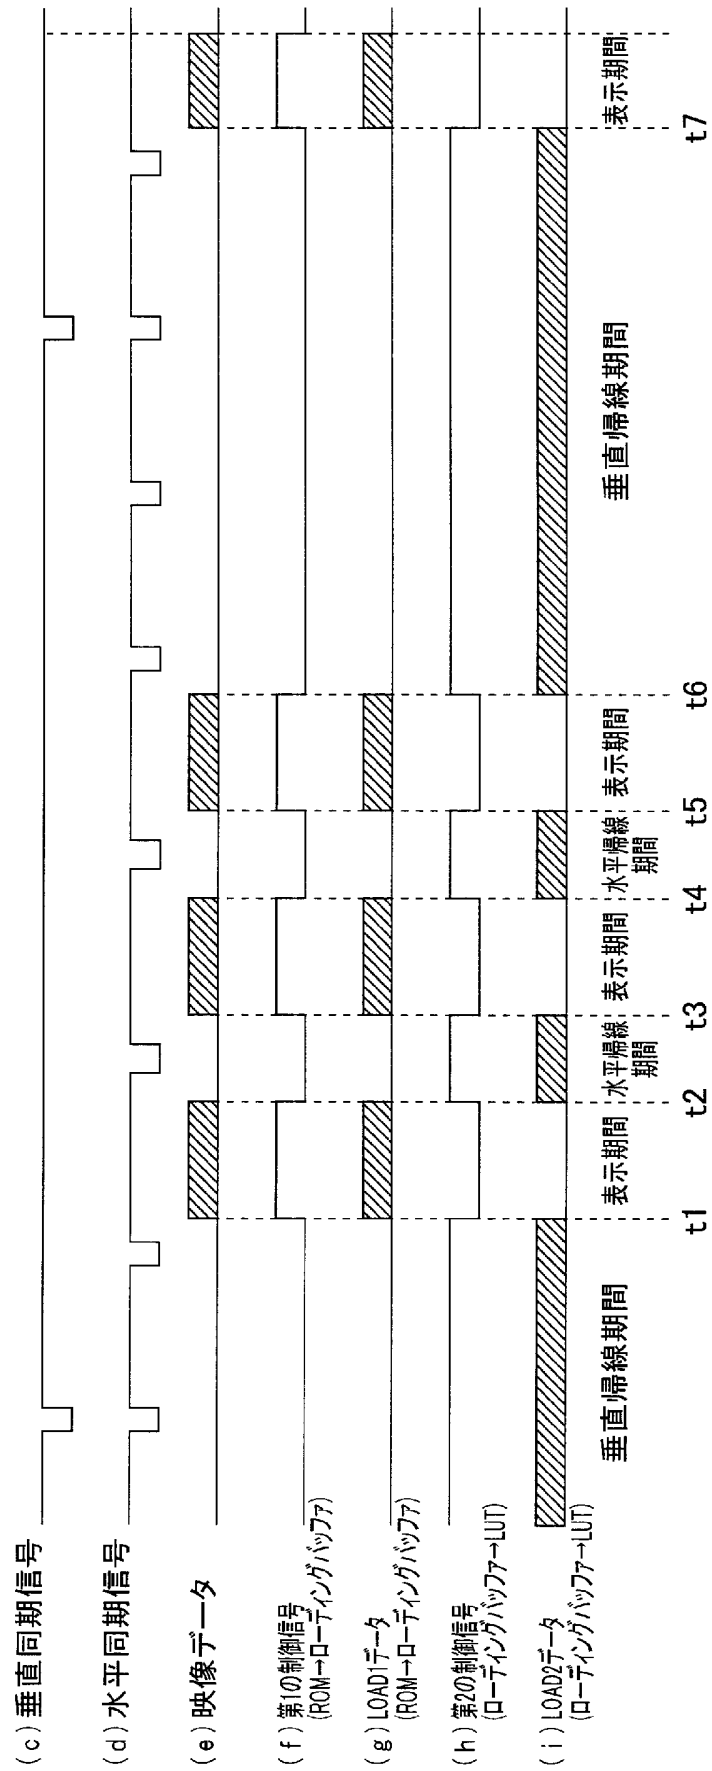 (c)垂直同期信号
(d)水平同期信号
(e)映像データ
(f)第1の制御信号
(ROM→ローディングバッファ)
(g)LOAD1データ
(ROM→ローディングバッファ)
(h)第2の制御信号
(ローディングバッファ→LUT)
(i)LOAD2データ
(ローディングバッファ→LUT)
垂直帰線期間
表示期間
水平帰線
期間
表示期間
水平帰線
期間
表示期間
垂直帰線期間
表示期間
t1
t2
t3
t4
t5
t6
t7